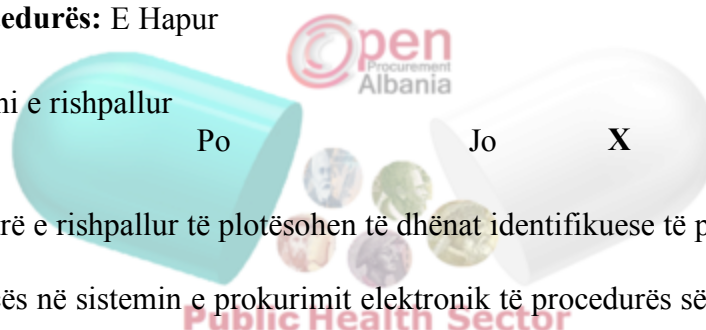 edurës: E Hapur
Open
Procurement
Albania
ni e rishpallur
Po Jo X
rë e rishpallur të plotësohen të dhënat identifikuese të p
ës në sistemin e prokurimit elektronik të procedurës së
Public Health Sector